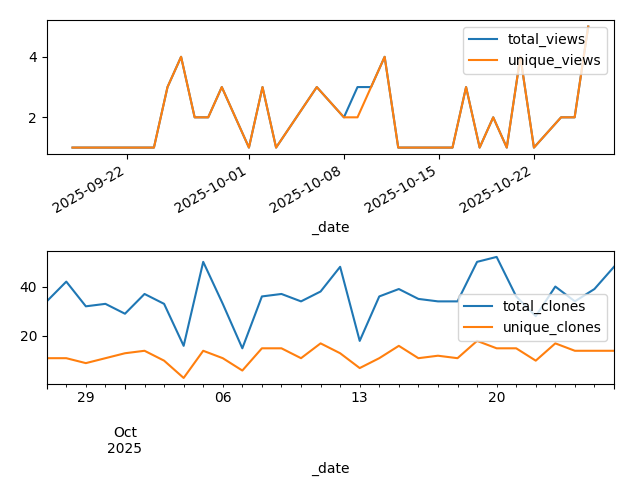 4
2
total_views
unique_views
2025-09-22
2025-10-01
2025-10-08
2025-10-15
2025-10-22
_date
40
20
total_clones
unique_clones
29
06
13
20
Oct
2025
_date